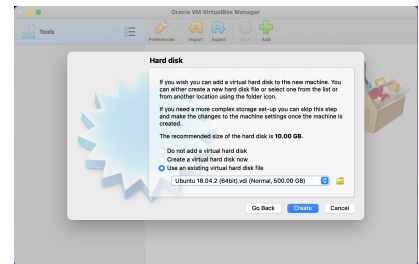 Oracle VM VirtualBox Manager
Tools
Preferences Import Export New Add
Hard disk
If you wish you can add a virtual hard disk to the new machine. You
can either create a new hard disk file or select one from the list or
from another location using the folder icon.
If you need a more complex storage set-up you can skip this step
and make the changes to the machine settings once the machine is
created.
The recommended size of the hard disk is 10.00 GB.
Do not add a virtual hard disk
Create a virtual hard disk now
Use an existing virtual hard disk file
Ubuntu 18.04.2 (64bit).vdi (Normal, 500.00 GB)
Go Back Create Cancel